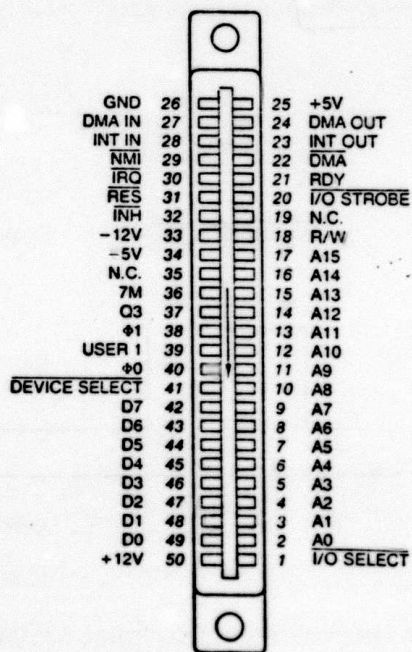 GND 26 25 +5V
DMA IN 27 24 DMA OUT
INT IN 28 23 INT OUT
NMI 29 22 DMA
IRQ 30 21 RDY
RES 31 20 I/O STROBE
INH 32 19 N.C.
-12V 33 18 R/W
-5V 34 17 A15
N.C. 35 16 A14
7M 36 15 A13
Q3 37 14 A12
Φ1 38 13 A11
USER 1 39 12 A10
Φ0 40 11 A9
DEVICE SELECT 41 10 A8
D7 42 9 A7
D6 43 8 A6
D5 44 7 A5
D4 45 6 A4
D3 46 5 A3
D2 47 4 A2
D1 48 3 A1
D0 49 2 A0
+12V 50 1 I/O SELECT